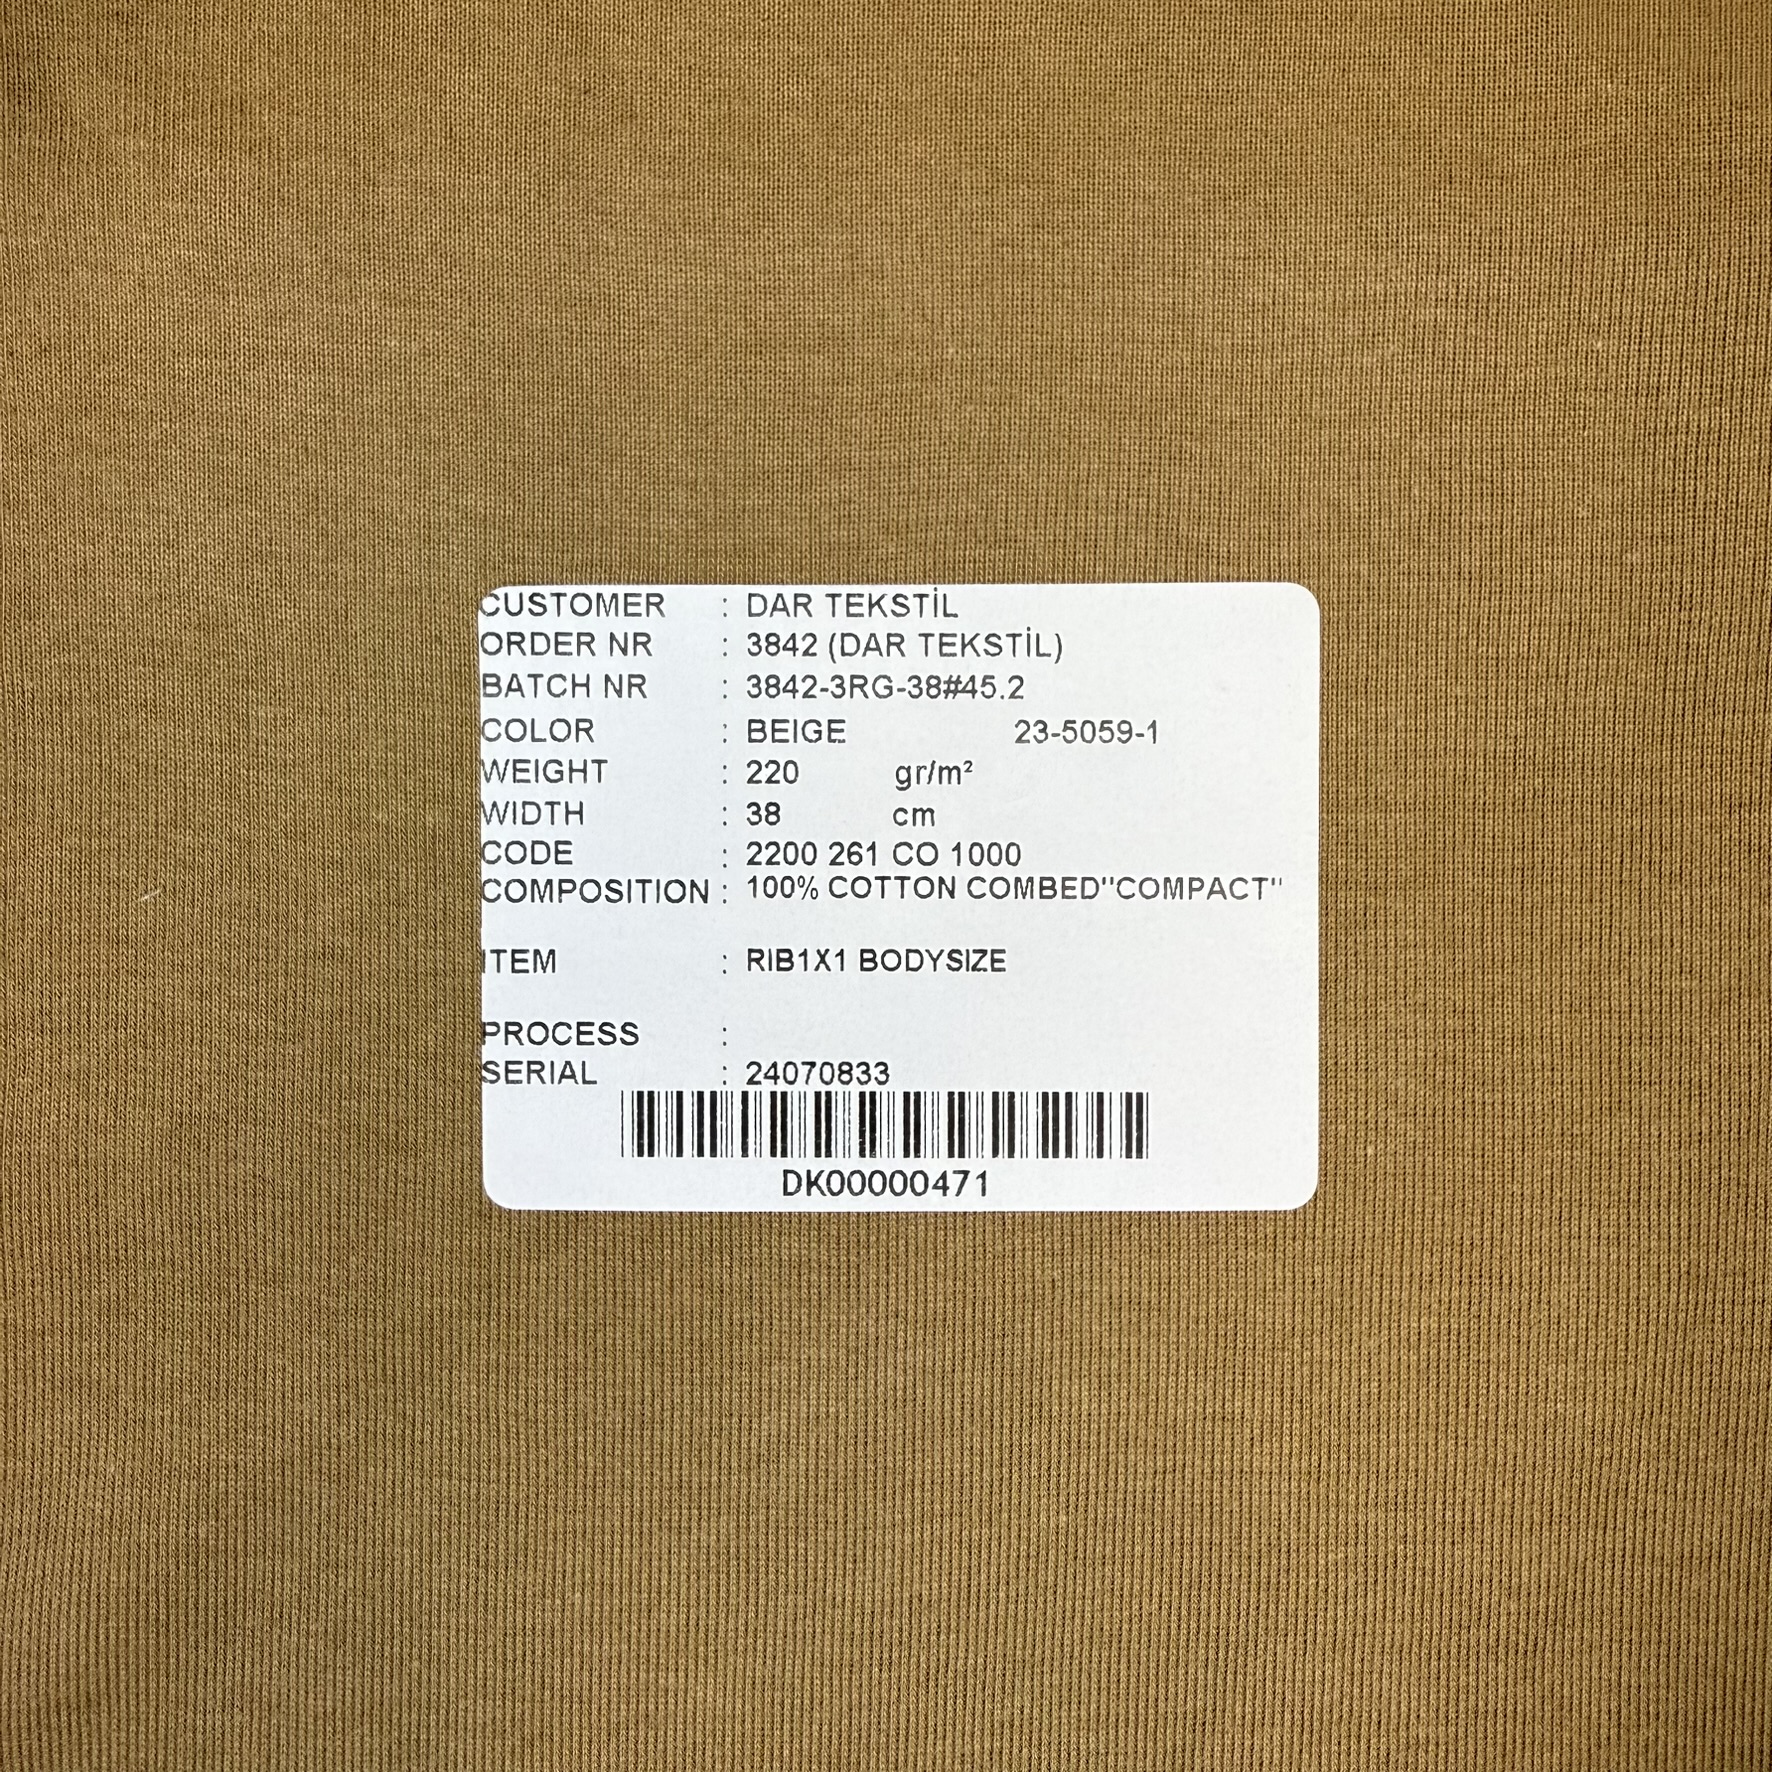 CUSTOMER : DAR TEKSTİL
ORDER NR : 3842 (DAR TEKSTİL)
BATCH NR : 3842-3RG-38#45.2
COLOR : BEIGE 23-5059-1
WEIGHT : 220 gr/m²
WIDTH : 38 cm
CODE : 2200 261 CO 1000
COMPOSITION : 100% COTTON COMBED"COMPACT"
ITEM : RIB1X1 BODYSIZE
PROCESS :
SERIAL : 24070833
DK00000471